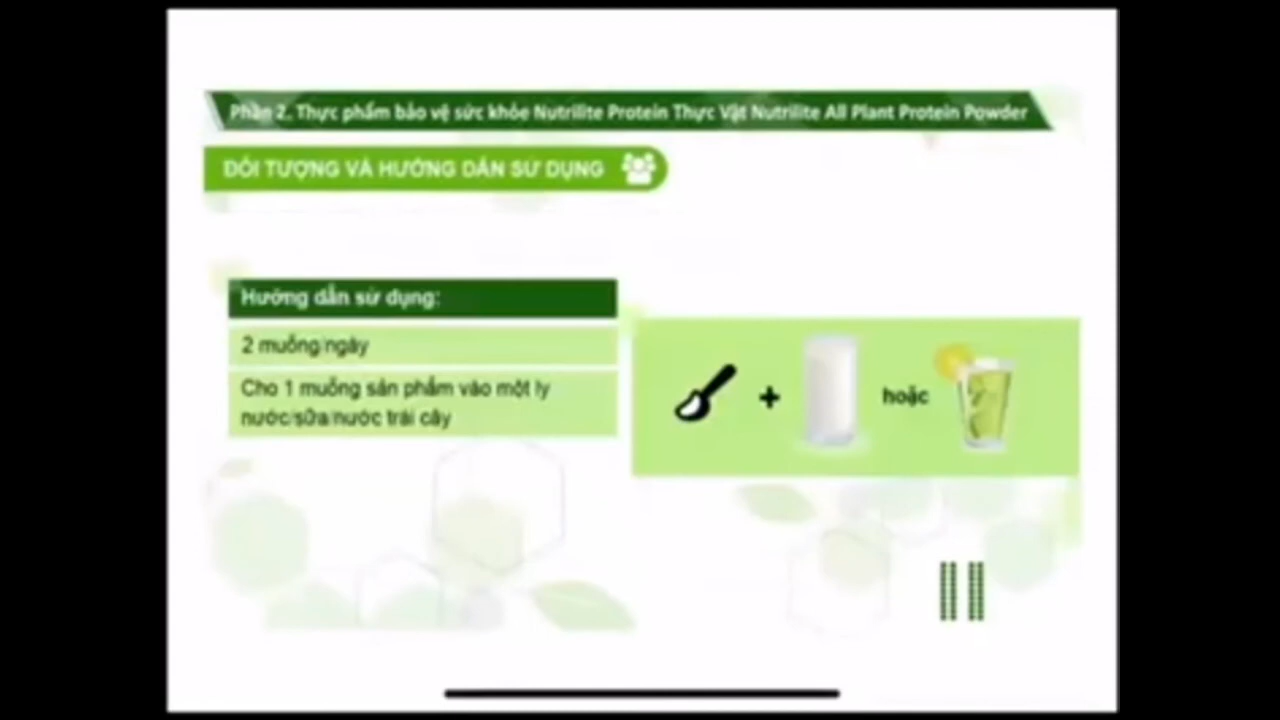 Phần 2. Thực phẩm bảo vệ sức khỏe Nutrilite Protein Thực Vật Nutrilite All Plant Protein Powder
ĐỐI TƯỢNG VÀ HƯỚNG DẪN SỬ DỤNG
Hướng dẫn sử dụng:
2 muỗng/ngày
Cho 1 muỗng sản phẩm vào một ly
nước/sữa/nước trái cây
+
hoặc